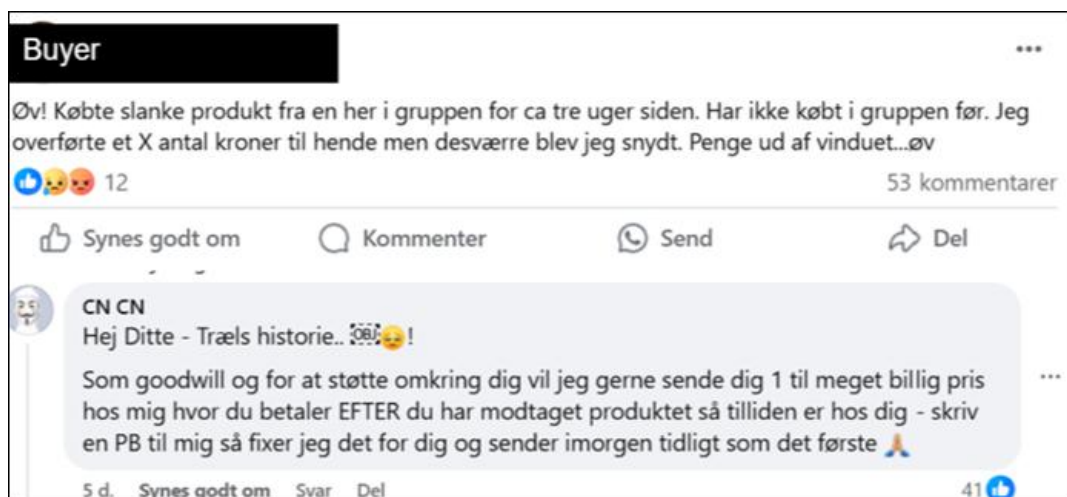 Buyer
Øv! Købte slanke produkt fra en her i gruppen for ca tre uger siden. Har ikke købt i gruppen før. Jeg
overførte et X antal kroner til hende men desværre blev jeg snydt. Penge ud af vinduet...øv
12 53 kommentarer
Synes godt om Kommenter Send Del
CN CN
Hej Ditte - Træls historie.. OBJ 😔!
Som goodwill og for at støtte omkring dig vil jeg gerne sende dig 1 til meget billig pris
hos mig hvor du betaler EFTER du har modtaget produktet så tilliden er hos dig - skriv
en PB til mig så fixer jeg det for dig og sender imorgen tidligt som det første 🙏
5 d. Synes godt om Svar Del 41